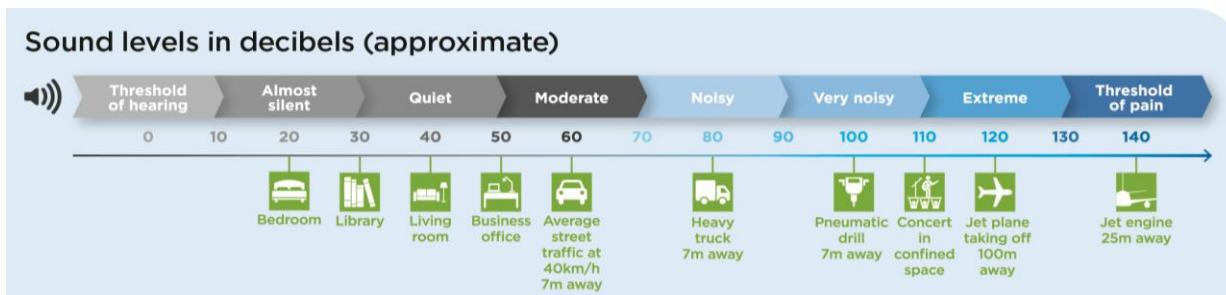 Sound levels in decibels (approximate)
Threshold
of hearing
Almost
silent
Quiet
Moderate
Noisy
Very noisy
Extreme
Threshold
of pain
0 10 20 30 40 50 60 70 80 90 100 110 120 130 140
Bedroom
Library
Living
room
Business
office
Average
street
traffic at
40km/h
7m away
Heavy
truck
7m away
Pneumatic
drill
7m away
Concert
in
confined
space
Jet plane
taking off
100m
away
Jet engine
25m away